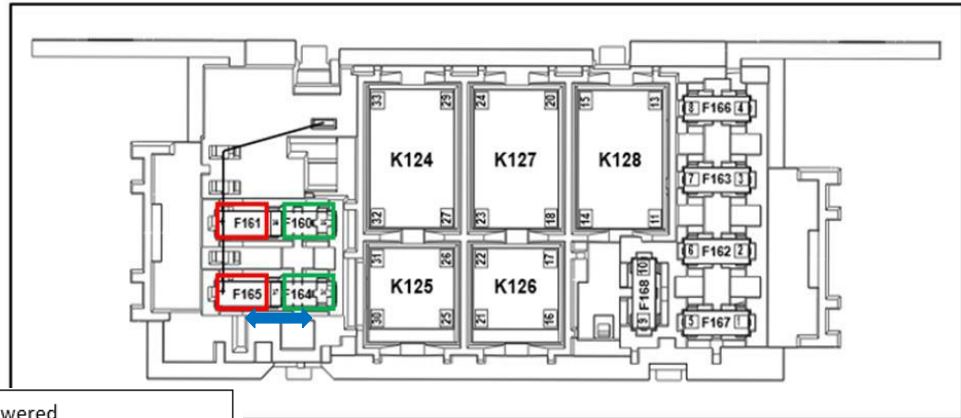 33 29 24 20 15 13
8 F166 4
K124 K127 K128
7 F163 3
32 27 23 18 14 11
F161 F160
6 F162 2
31 26 22 17
K125 K126
10 F168 9
F165 F164
30 25 21 16
5 F167 1
wered